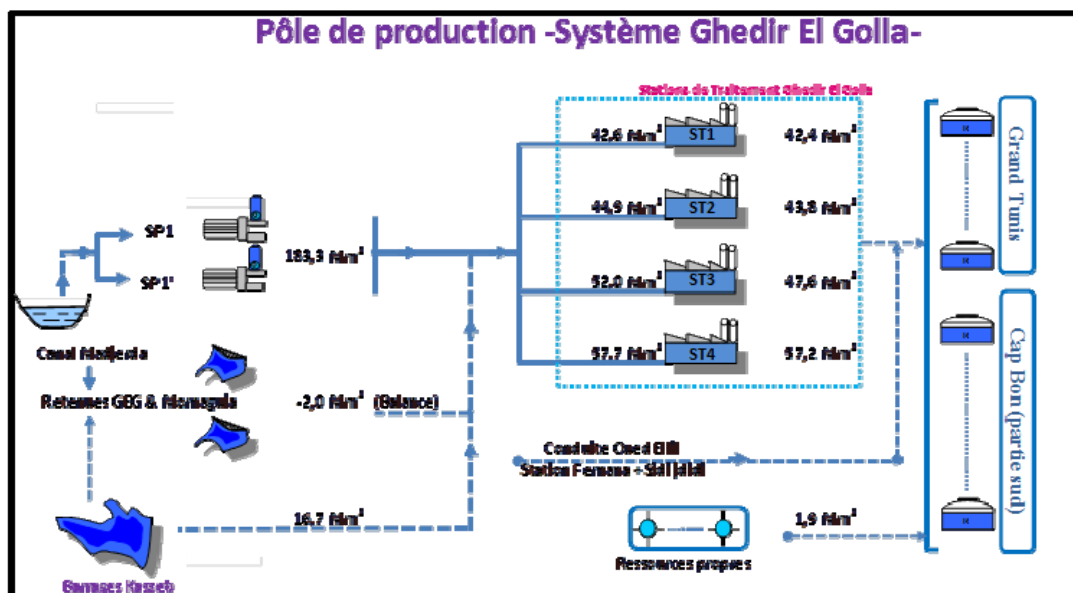 Pôle de production -Système Ghedir El Golla-
Stations de Traitement Ghedir El Golla
42,6 Mm³
ST1
42,4 Mm³
44,9 Mm³
ST2
43,8 Mm³
SP1
183,3 Mm³
SP1'
52,0 Mm³
ST3
47,6 Mm³
57,7 Mm³
ST4
57,2 Mm³
Canal Medjerda
Retenues GEG & Mornaguia
-2,0 Mm³ (Balance)
Conduite Oued Ellil
Station Fernana + Sidi Jdidi
16,7 Mm³
1,9 Mm³
Ressources propres
Barrages Kasseb
Grand Tunis
Cap Bon (partie sud)